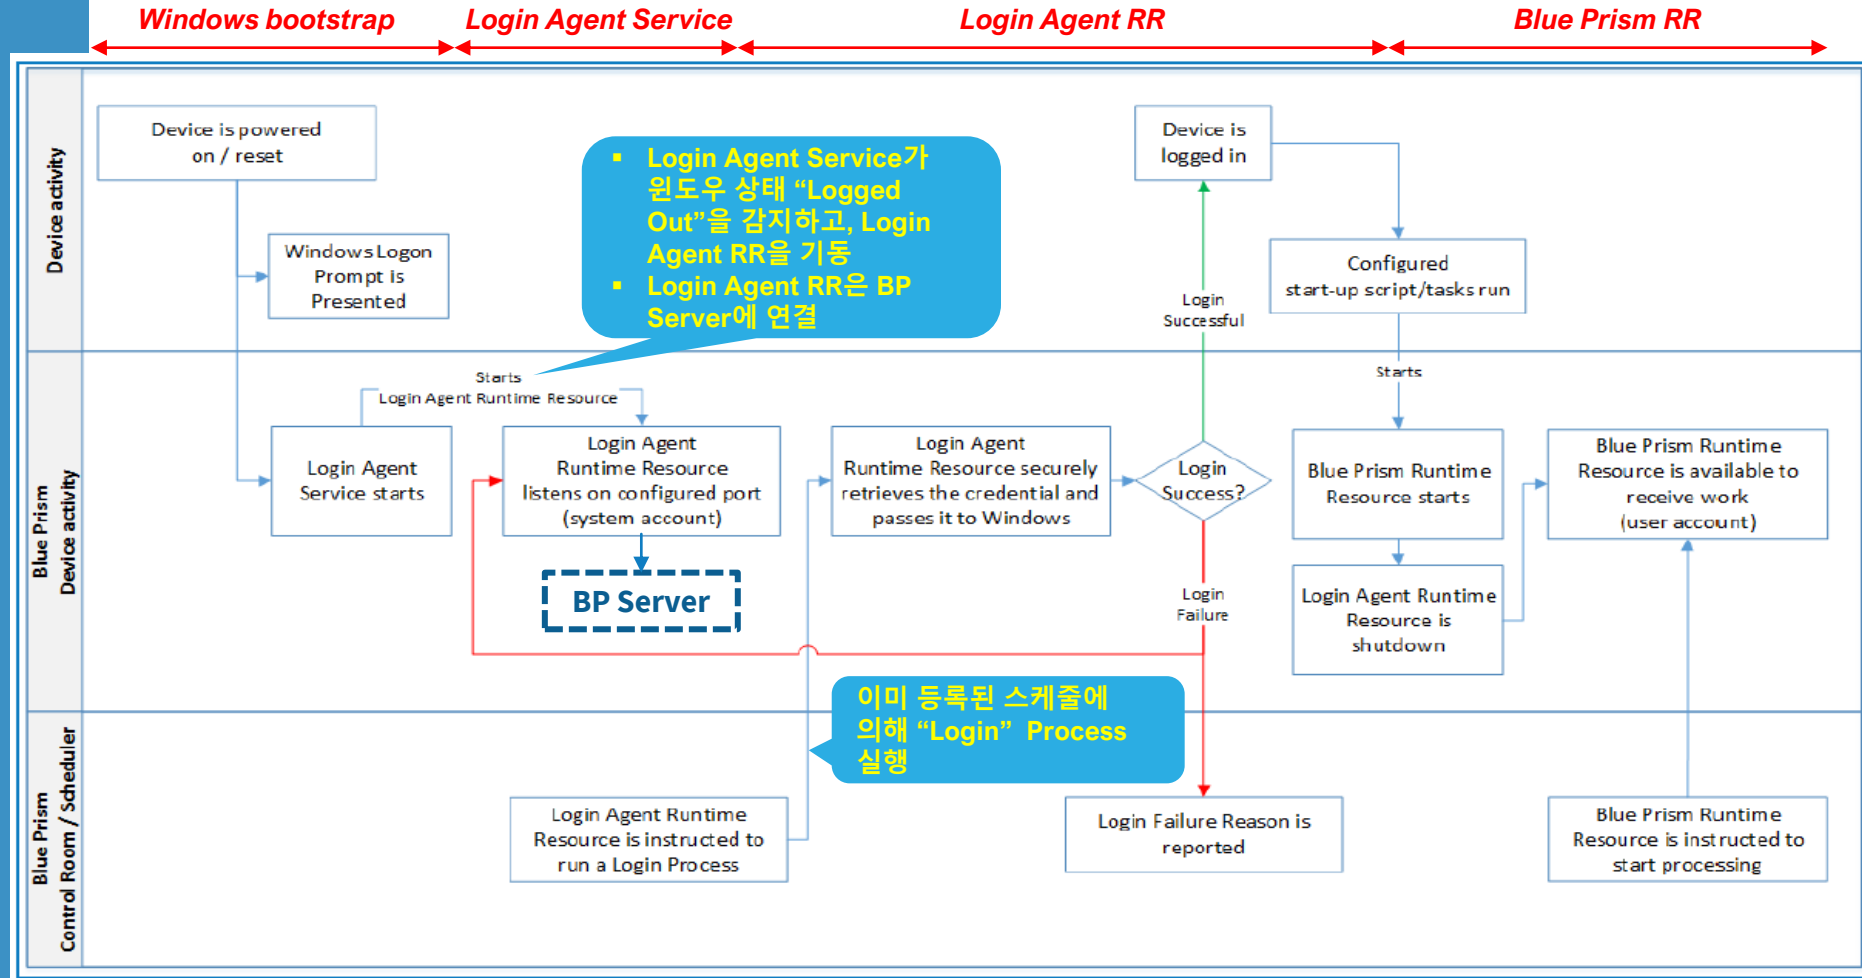 Windows bootstrap
Login Agent Service
Login Agent RR
Blue Prism RR
Device activity
Device is powered
on / reset
Windows Logon
Prompt is
Presented
▪ Login Agent Service가
윈도우 상태 “Logged
Out”을 감지하고, Login
Agent RR을 기동
▪ Login Agent RR은 BP
Server에 연결
Device is
logged in
Configured
start-up script/tasks run
Login
Successful
Blue Prism
Device activity
Starts
Login Agent Runtime Resource
Login Agent
Service starts
Login Agent
Runtime Resource
listens on configured port
(system account)
BP Server
Login Agent
Runtime Resource securely
retrieves the credential and
passes it to Windows
Login
Success?
Login
Failure
Starts
Blue Prism Runtime
Resource starts
Login Agent Runtime
Resource is
shutdown
Blue Prism Runtime
Resource is available to
receive work
(user account)
이미 등록된 스케줄에
의해 “Login” Process
실행
Blue Prism
Control Room / Scheduler
Login Agent Runtime
Resource is instructed to
run a Login Process
Login Failure Reason is
reported
Blue Prism Runtime
Resource is instructed to
start processing